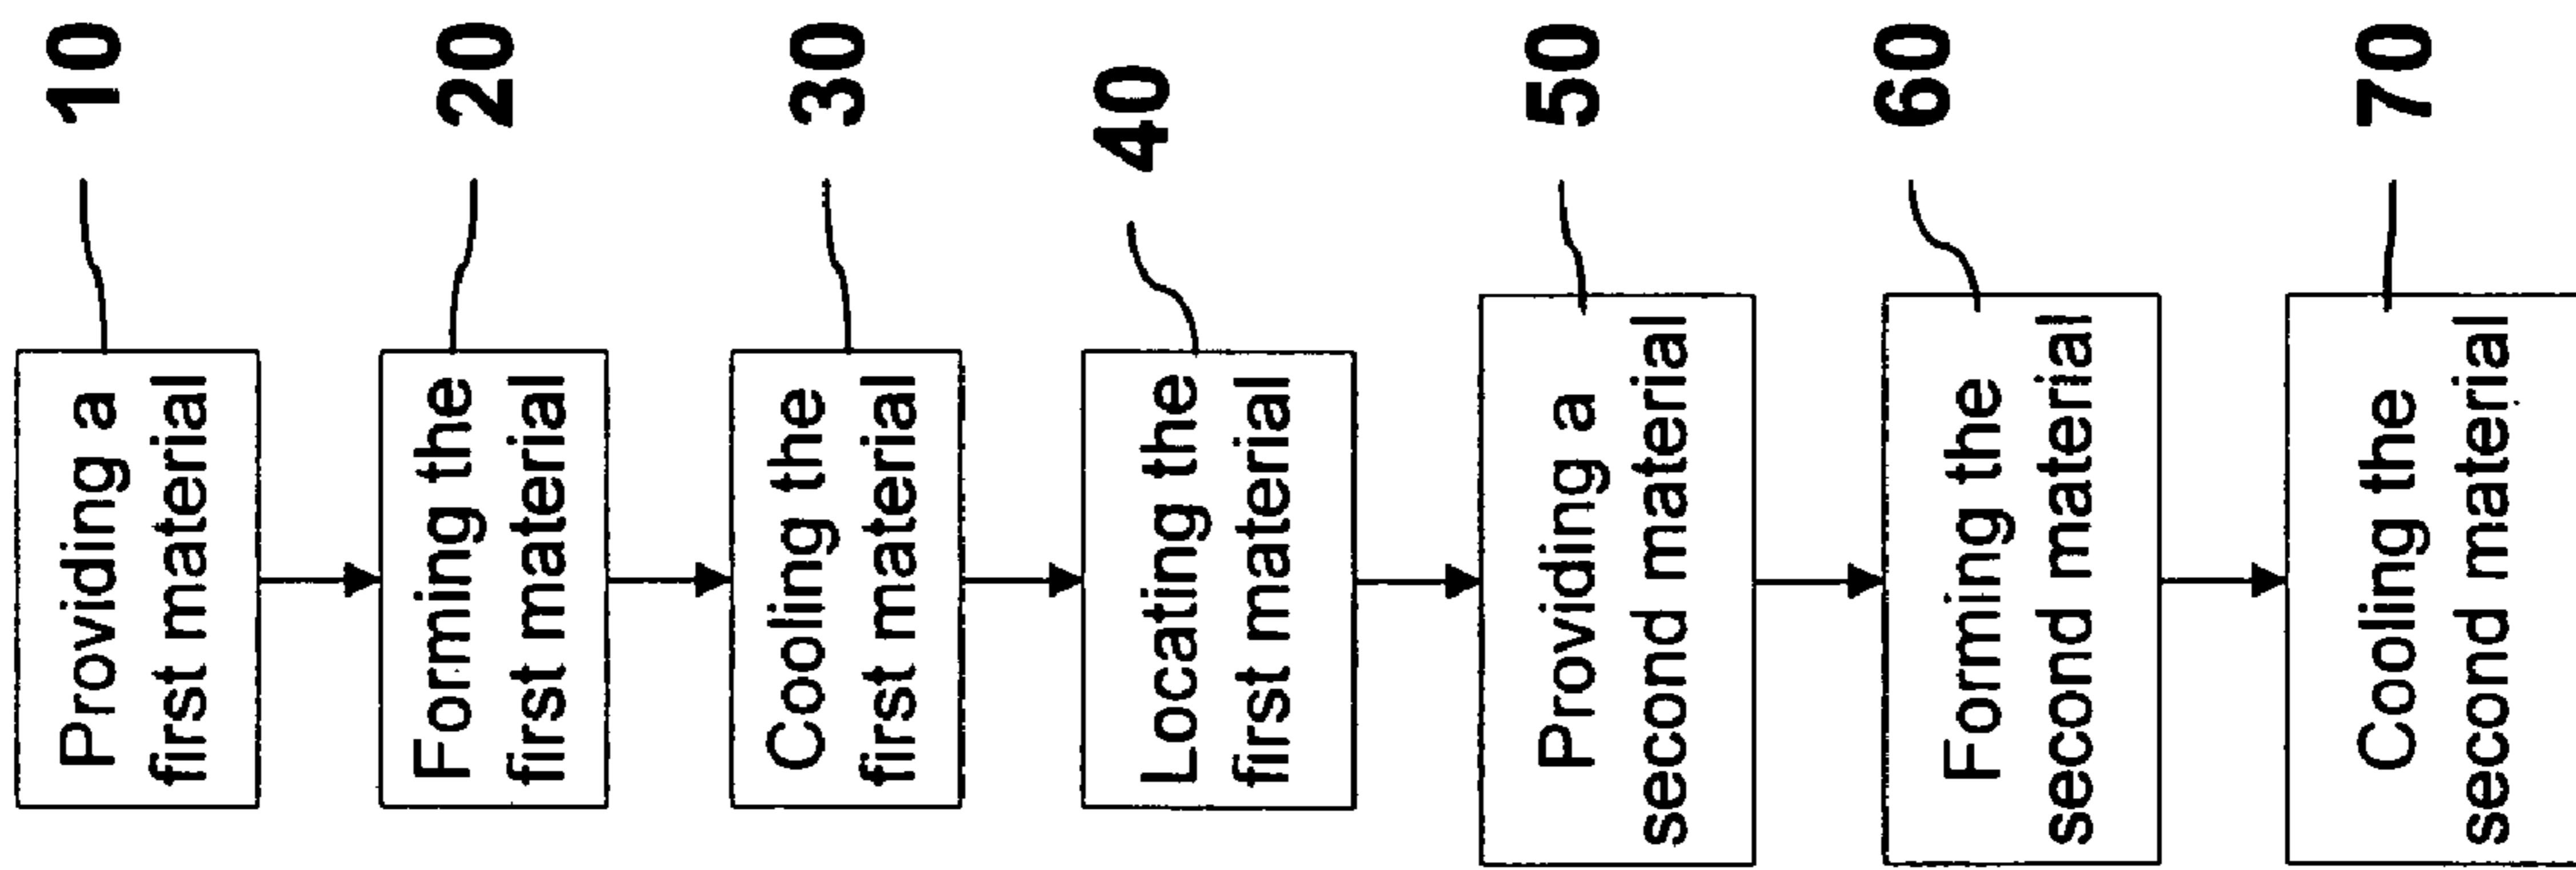 Providing a
first material
10
Forming the
first material
20
Cooling the
first material
30
Locating the
first material
40
Providing a
second material
50
Forming the
second material
60
Cooling the
second material
70